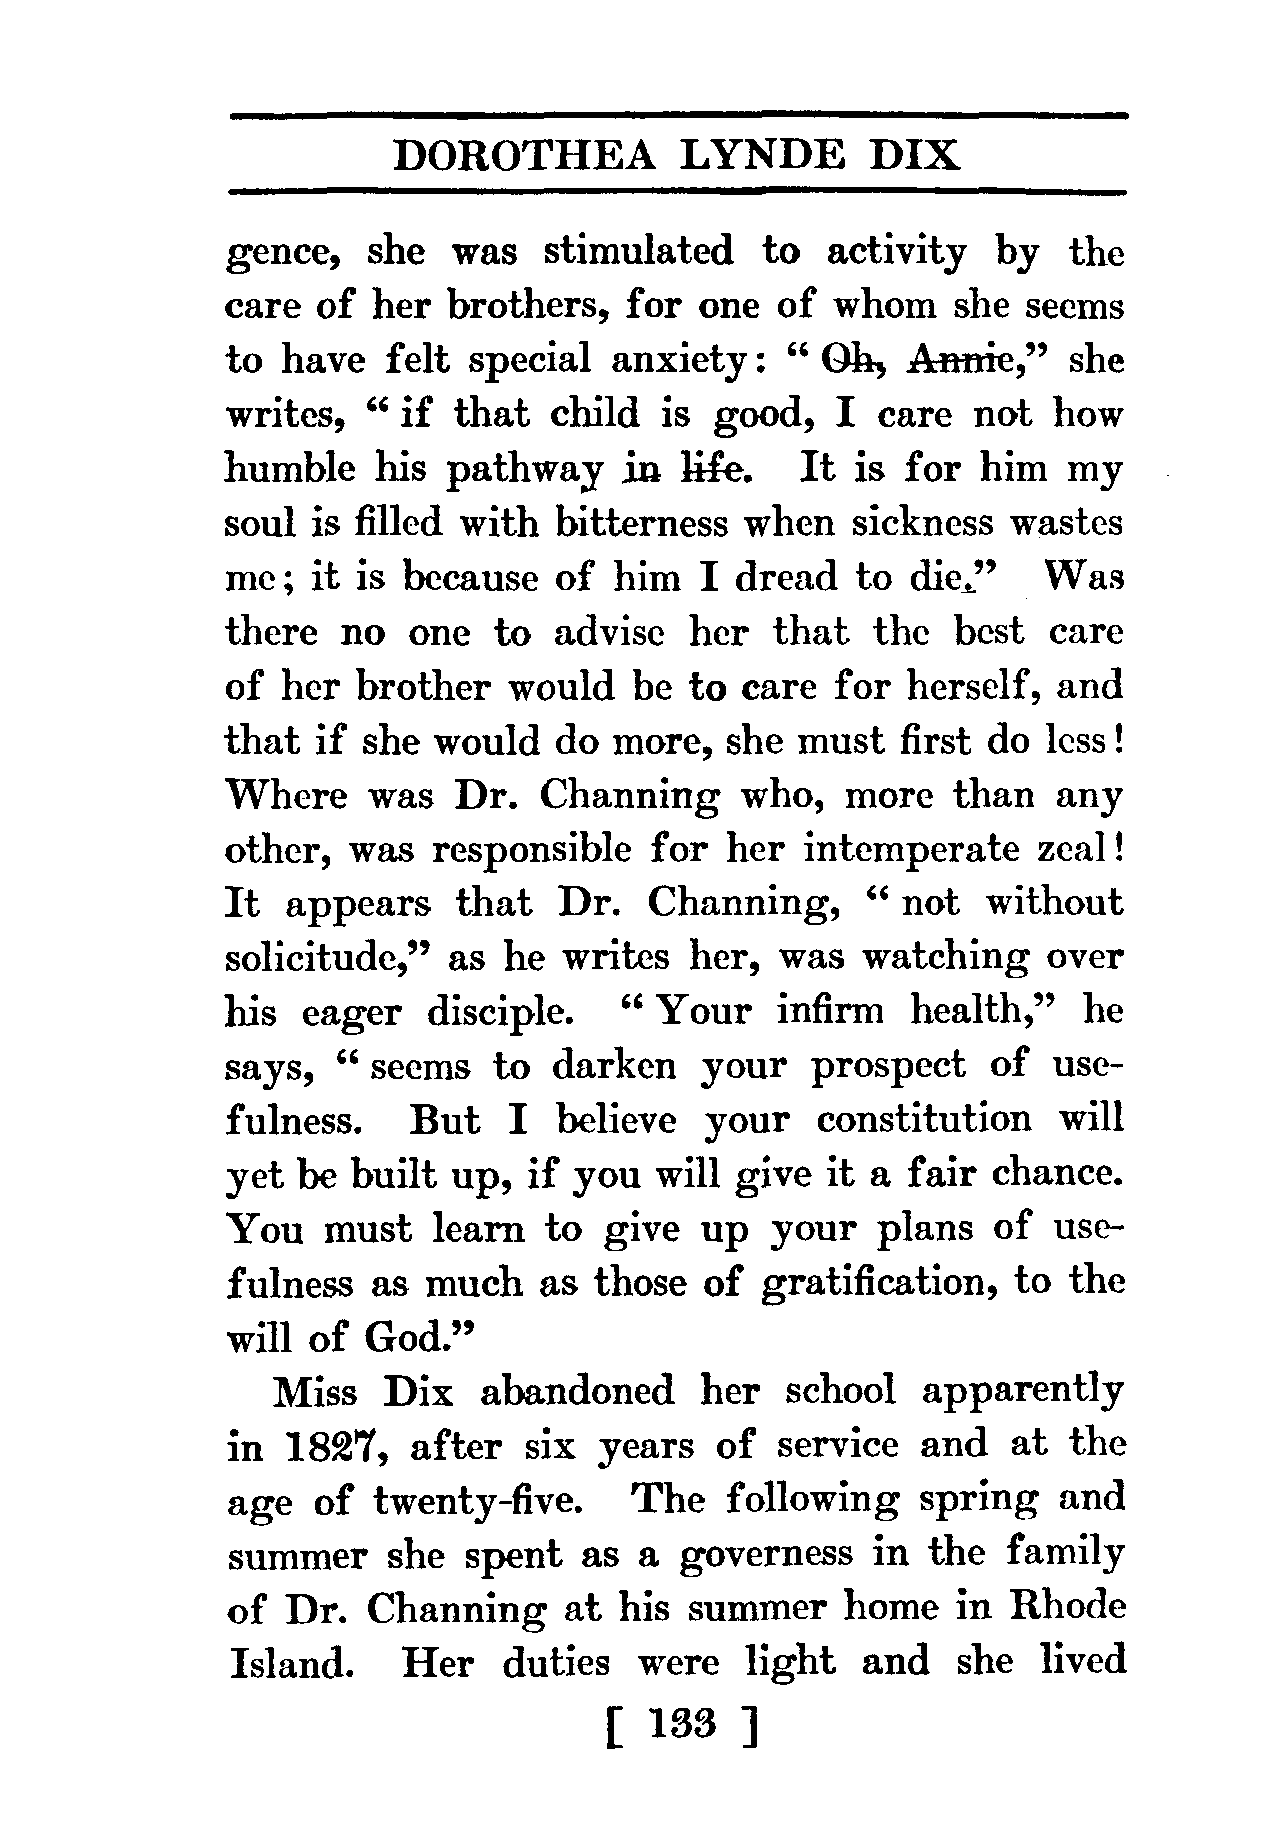 DOROTHEA LYNDE DIX
gence, she was stimulated to activity by the
care of her brothers, for one of whom she seems
to have felt special anxiety: “ Oh, Annie,” she
writes, “ if that child is good, I care not how
humble his pathway in life. It is for him my
soul is filled with bitterness when sickness wastes
me; it is because of him I dread to die.” Was
there no one to advise her that the best care
of her brother would be to care for herself, and
that if she would do more, she must first do less!
Where was Dr. Channing who, more than any
other, was responsible for her intemperate zeal!
It appears that Dr. Channing, “ not without
solicitude,” as he writes her, was watching over
his eager disciple. “ Your infirm health,” he
says, “ seems to darken your prospect of use-
fulness. But I believe your constitution will
yet be built up, if you will give it a fair chance.
You must learn to give up your plans of use-
fulness as much as those of gratification, to the
will of God.”
Miss Dix abandoned her school apparently
in 1827, after six years of service and at the
age of twenty-five. The following spring and
summer she spent as a governess in the family
of Dr. Channing at his summer home in Rhode
Island. Her duties were light and she lived
[ 133 ]